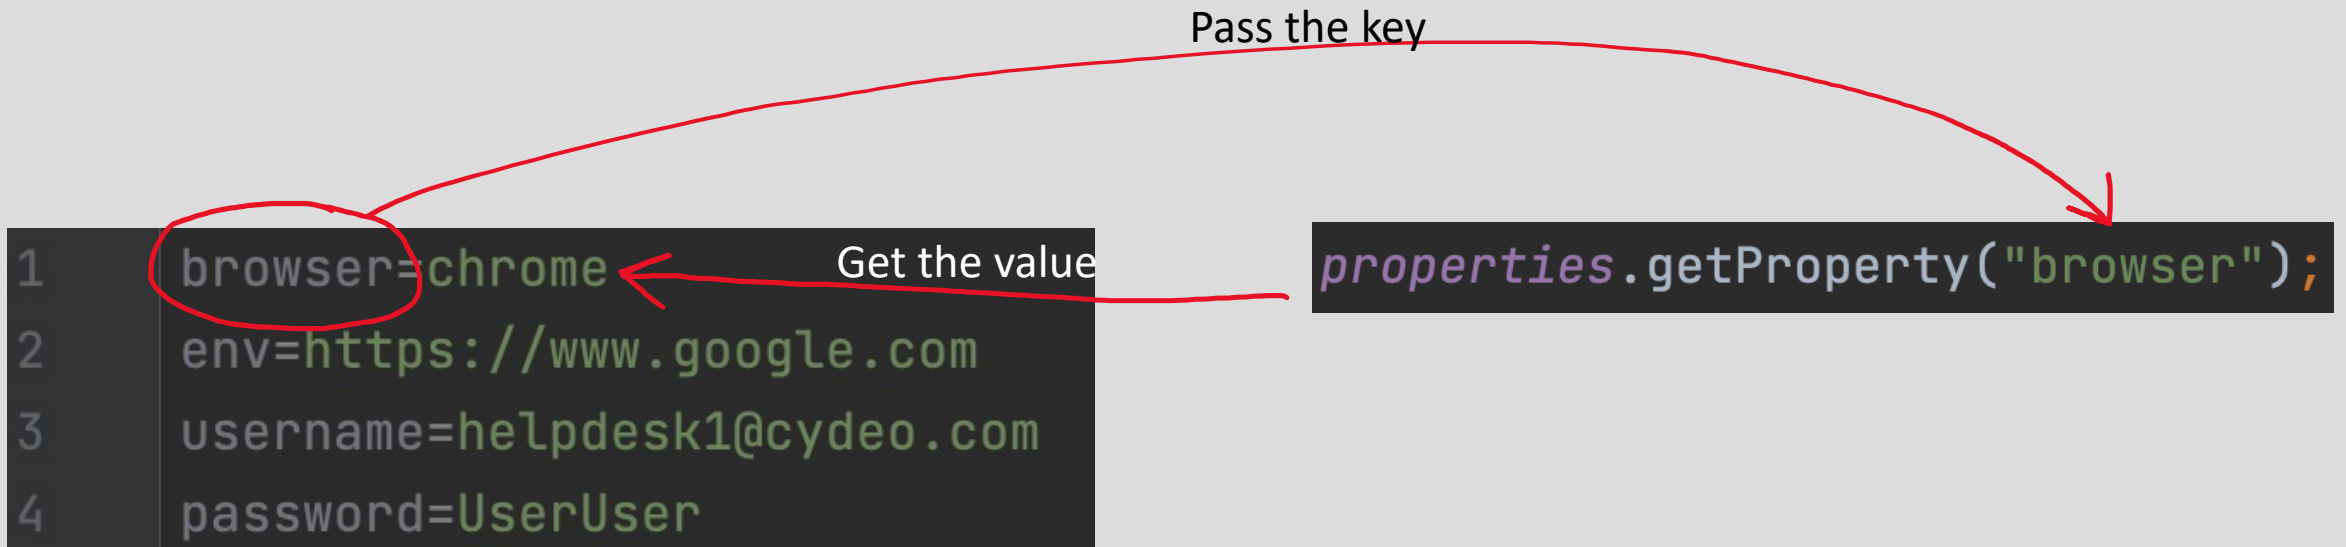 Pass the key
1 browser=chrome
Get the value
properties.getProperty("browser");
2 env=https://www.google.com
3 username=helpdesk1@cydeo.com
4 password=UserUser